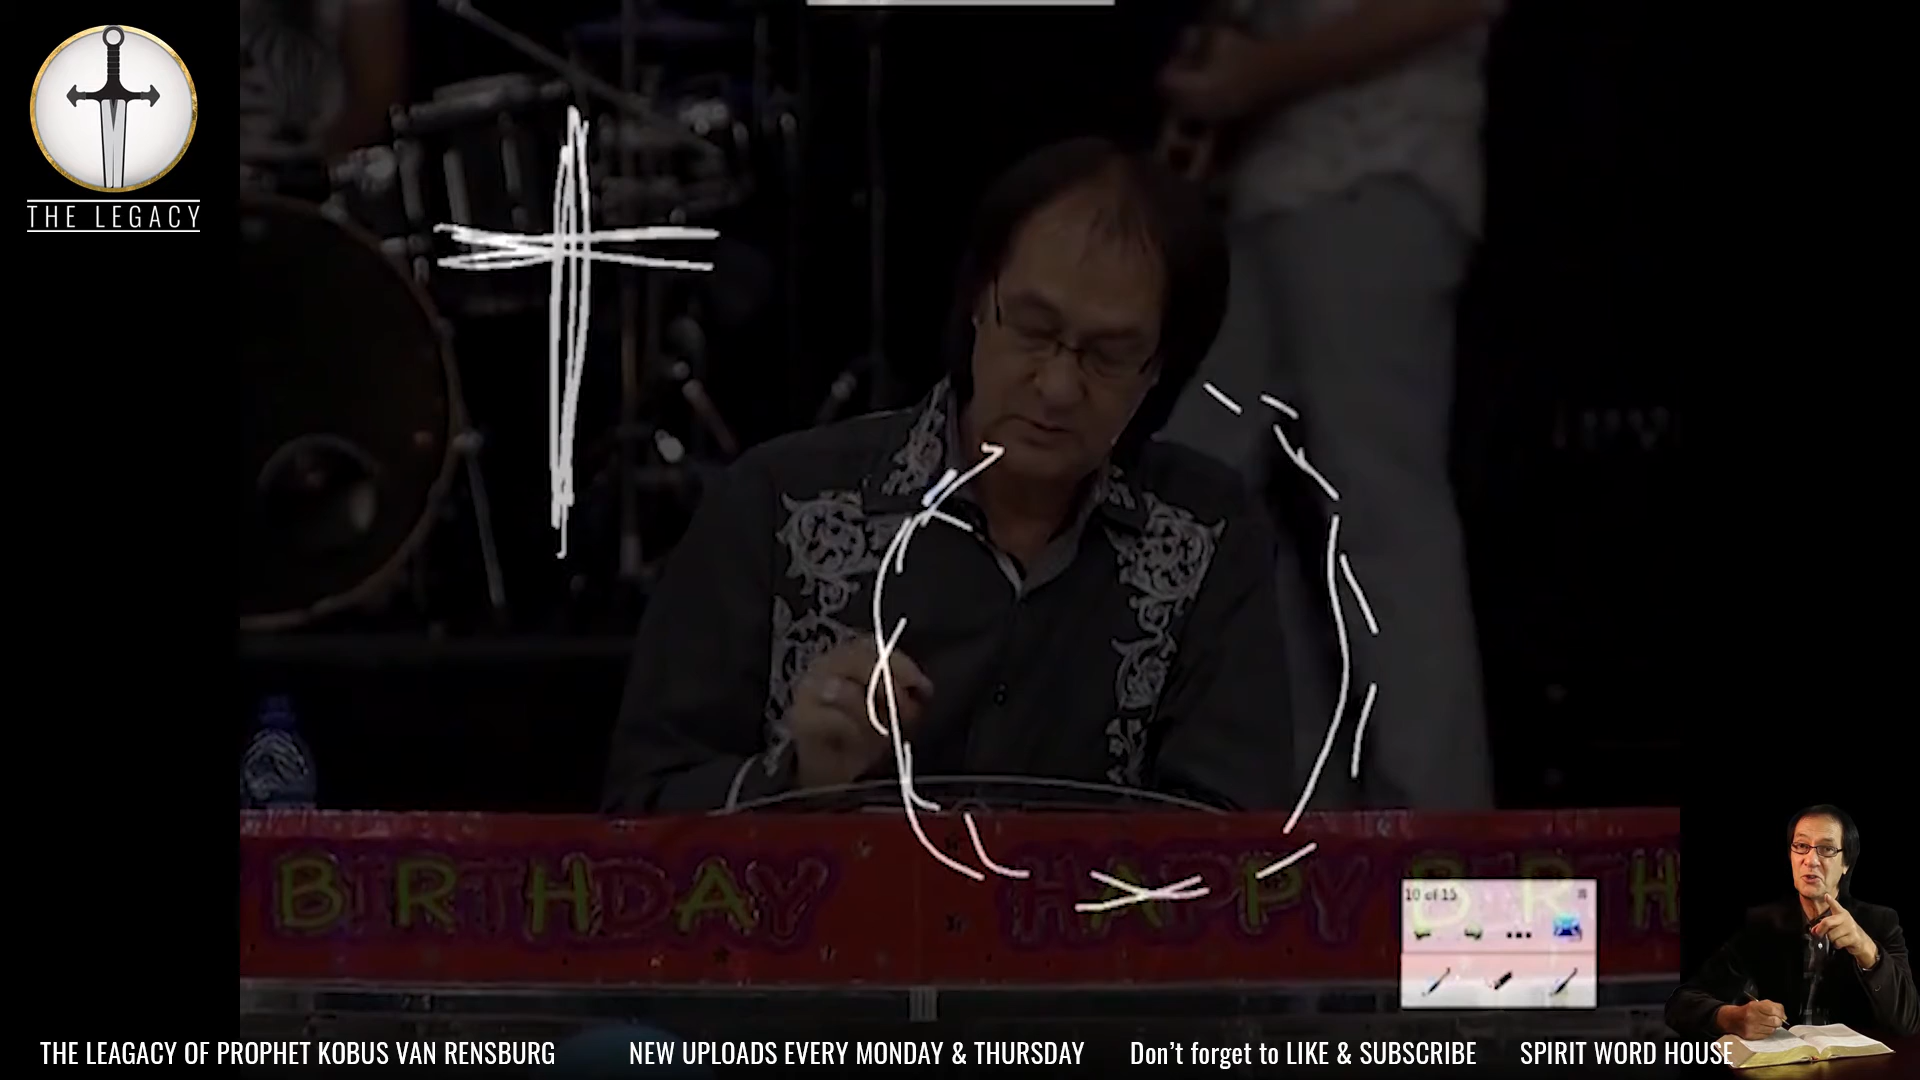 THE LEGACY
BIRTHDAY HAPPY BIRTH
10 of 15
THE LEAGACY OF PROPHET KOBUS VAN RENSBURG NEW UPLOADS EVERY MONDAY & THURSDAY Don't forget to LIKE & SUBSCRIBE SPIRIT WORD HOUSE